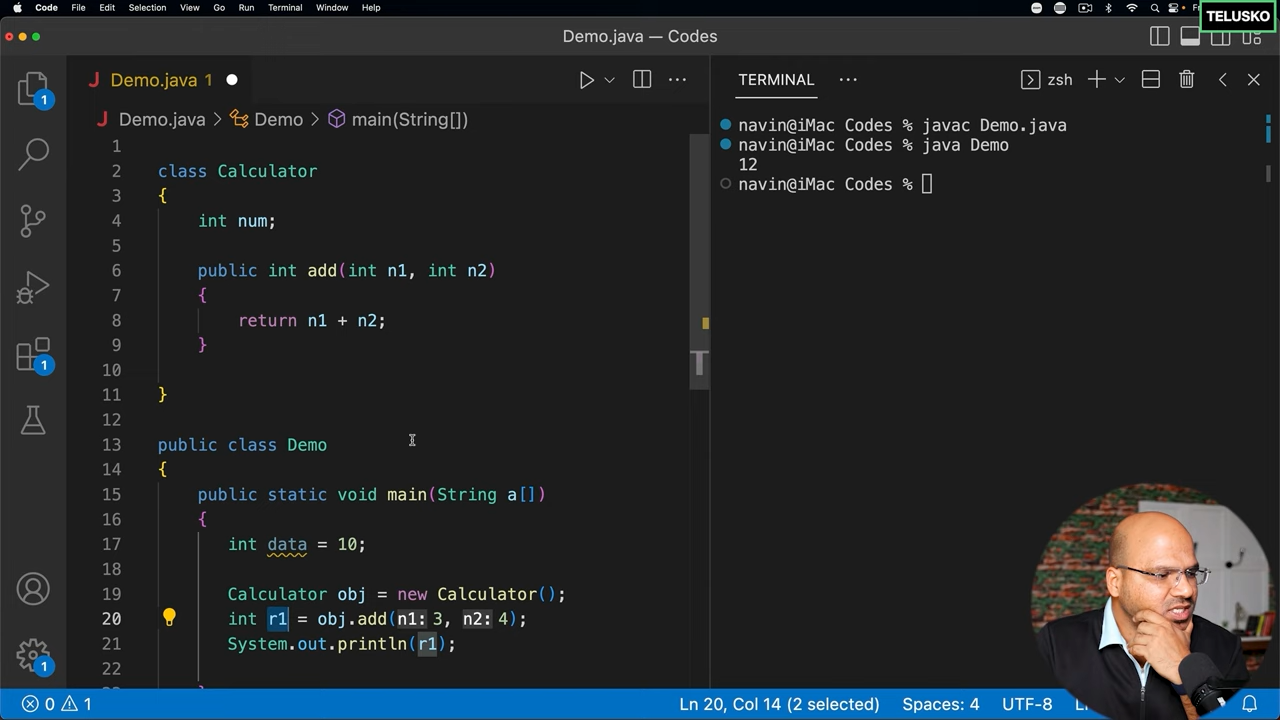 Code File Edit Selection View Go Run Terminal Window Help
TELUSKO
Demo.java — Codes
Demo.java 1
Demo.java > Demo > main(String[])
1
2 class Calculator
3 {
4 int num;
5
6 public int add(int n1, int n2)
7 {
8 return n1 + n2;
9 }
10
11 }
12
13 public class Demo
14 {
15 public static void main(String a[])
16 {
17 int data = 10;
18
19 Calculator obj = new Calculator();
20 int r1 = obj.add(n1: 3, n2: 4);
21 System.out.println(r1);
22
TERMINAL
zsh
navin@iMac Codes % javac Demo.java
navin@iMac Codes % java Demo
12
navin@iMac Codes %
1
1
1
0 1
Ln 20, Col 14 (2 selected) Spaces: 4 UTF-8